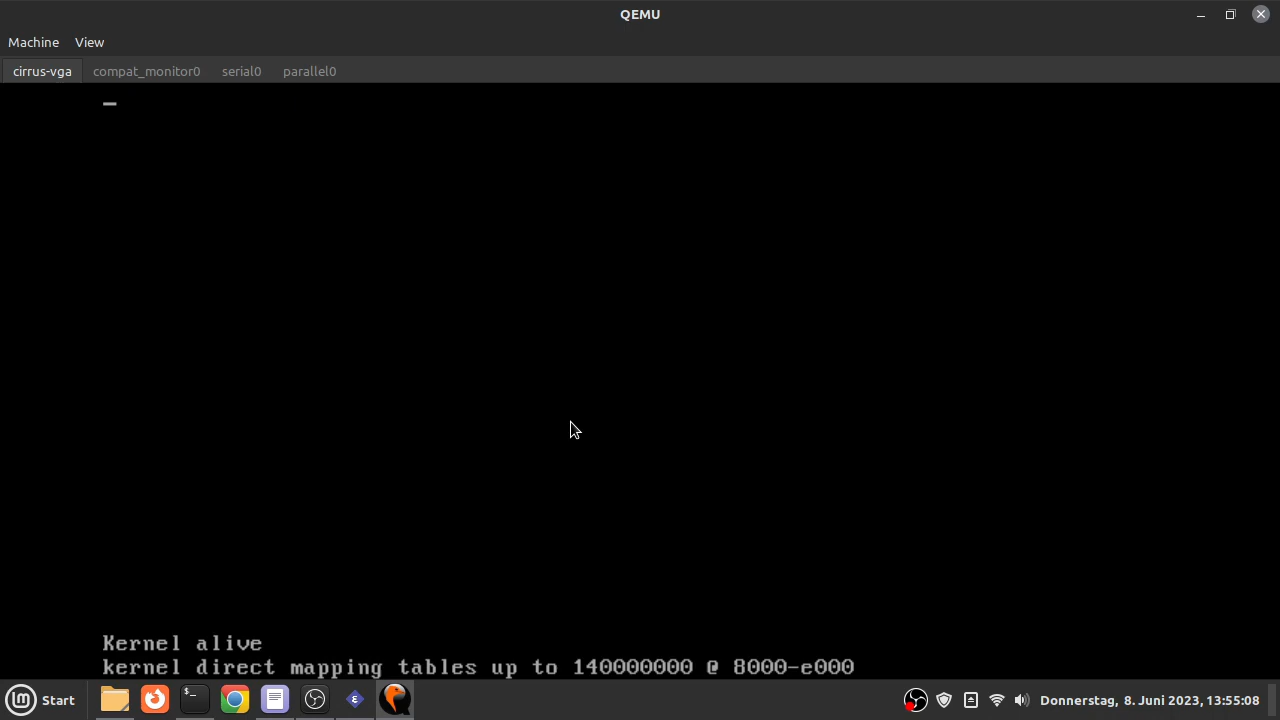 QEMU
Machine View
cirrus-vga compat_monitor0 serial0 parallel0
Kernel alive
kernel direct mapping tables up to 140000000 @ 8000-e000
Start
Donnerstag, 8. Juni 2023, 13:55:08